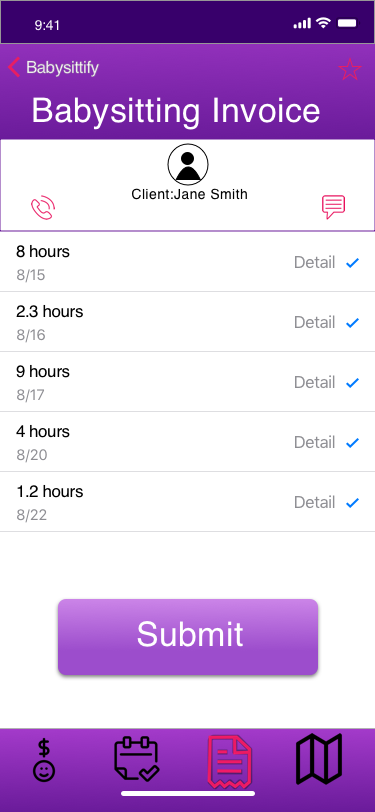 9:41
Babysittify
Babysitting Invoice
Client:Jane Smith
8 hours
8/15
Detail
2.3 hours
8/16
Detail
9 hours
8/17
Detail
4 hours
8/20
Detail
1.2 hours
8/22
Detail
Submit
$